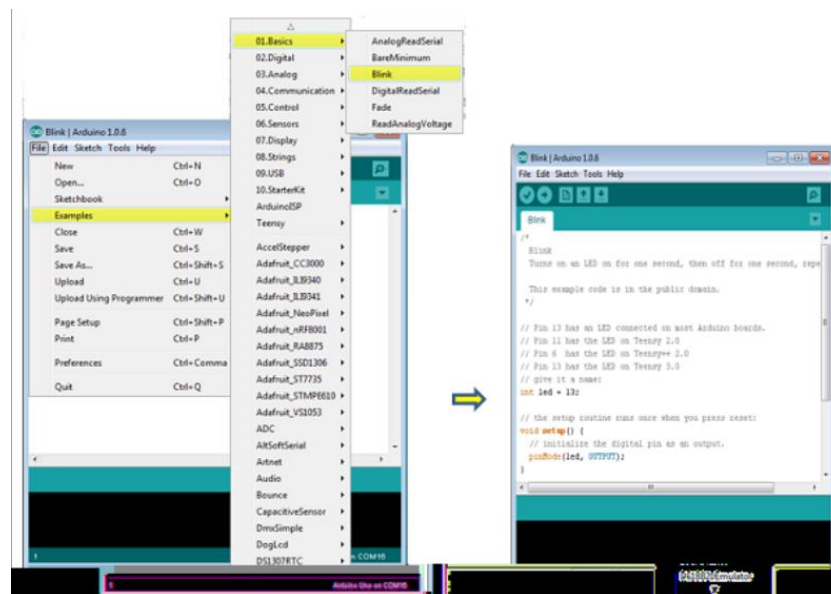 01.Basics
02.Digital
03.Analog
04.Communication
05.Control
06.Sensors
07.Display
08.Strings
09.USB
10.StarterKit
ArduinoISP
Teensy
AccelStepper
Adafruit_CC3000
Adafruit_ILI9340
Adafruit_ILI9341
Adafruit_NeoPixel
Adafruit_nRF8001
Adafruit_RA8875
Adafruit_SSD1306
Adafruit_ST7735
Adafruit_STMPE610
Adafruit_VS1053
ADC
AltSoftSerial
Artnet
Audio
Bounce
CapacitiveSensor
DmxSimple
DogLcd
DS1307RTC
AnalogReadSerial
BareMinimum
Blink
DigitalReadSerial
Fade
ReadAnalogVoltage
Blink | Arduino 1.0.6
File Edit Sketch Tools Help
New Ctrl+N
Open... Ctrl+O
Sketchbook
Examples
Close Ctrl+W
Save Ctrl+S
Save As... Ctrl+Shift+S
Upload Ctrl+U
Upload Using Programmer Ctrl+Shift+U
Page Setup Ctrl+Shift+P
Print Ctrl+P
Preferences Ctrl+Comma
Quit Ctrl+Q
1 COM16
Blink | Arduino 1.0.6
File Edit Sketch Tools Help
Blink
/*
Blink
Turns on an LED on for one second, then off for one second, repe
This example code is in the public domain.
*/
// Pin 13 has an LED connected on most Arduino boards.
// Pin 11 has the LED on Teensy 2.0
// Pin 6 has the LED on Teensy++ 2.0
// Pin 13 has the LED on Teensy 3.0
// give it a name:
int led = 13;
// the setup routine runs once when you press reset:
void setup() {
// initialize the digital pin as an output.
pinMode(led, OUTPUT);
}
1 Arduino Uno on COM16